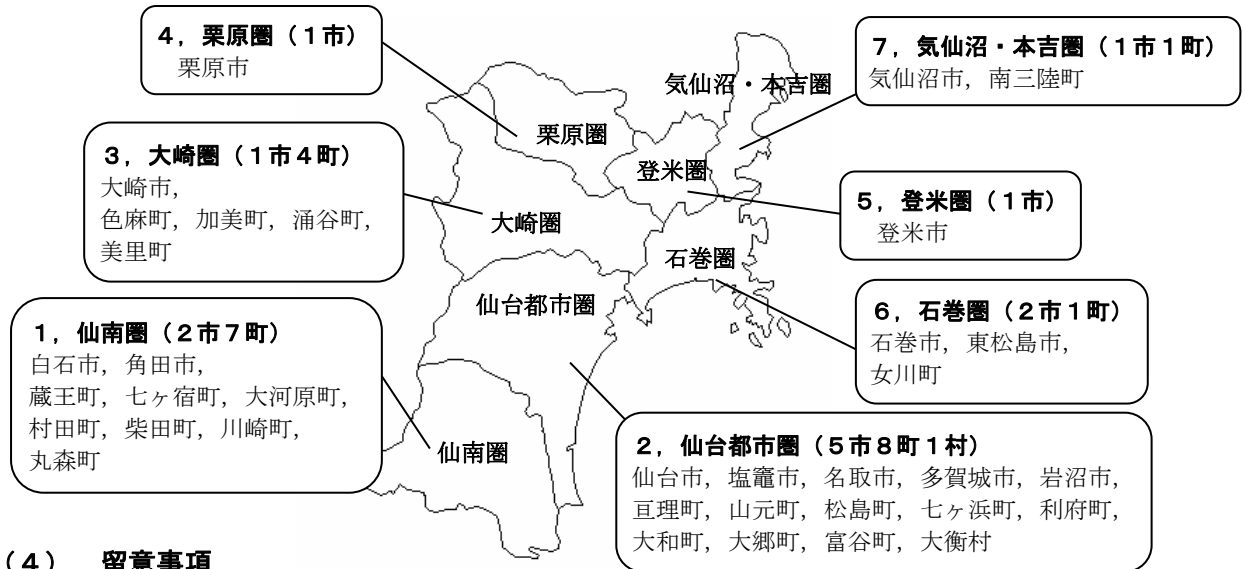 4，栗原圏（1市）
栗原市
7，気仙沼・本吉圏（1市1町）
気仙沼市，南三陸町
気仙沼・本吉圏
栗原圏
3，大崎圏（1市4町）
大崎市，
色麻町，加美町，涌谷町，
美里町
登米圏
5，登米圏（1市）
登米市
大崎圏
石巻圏
仙台都市圏
6，石巻圏（2市1町）
石巻市，東松島市，
女川町
1，仙南圏（2市7町）
白石市，角田市，
蔵王町，七ヶ宿町，大河原町，
村田町，柴田町，川崎町，
丸森町
仙南圏
2，仙台都市圏（5市8町1村）
仙台市，塩竈市，名取市，多賀城市，岩沼市，
亘理町，山元町，松島町，七ヶ浜町，利府町，
大和町，大郷町，富谷町，大衡村
（4）　留意事項